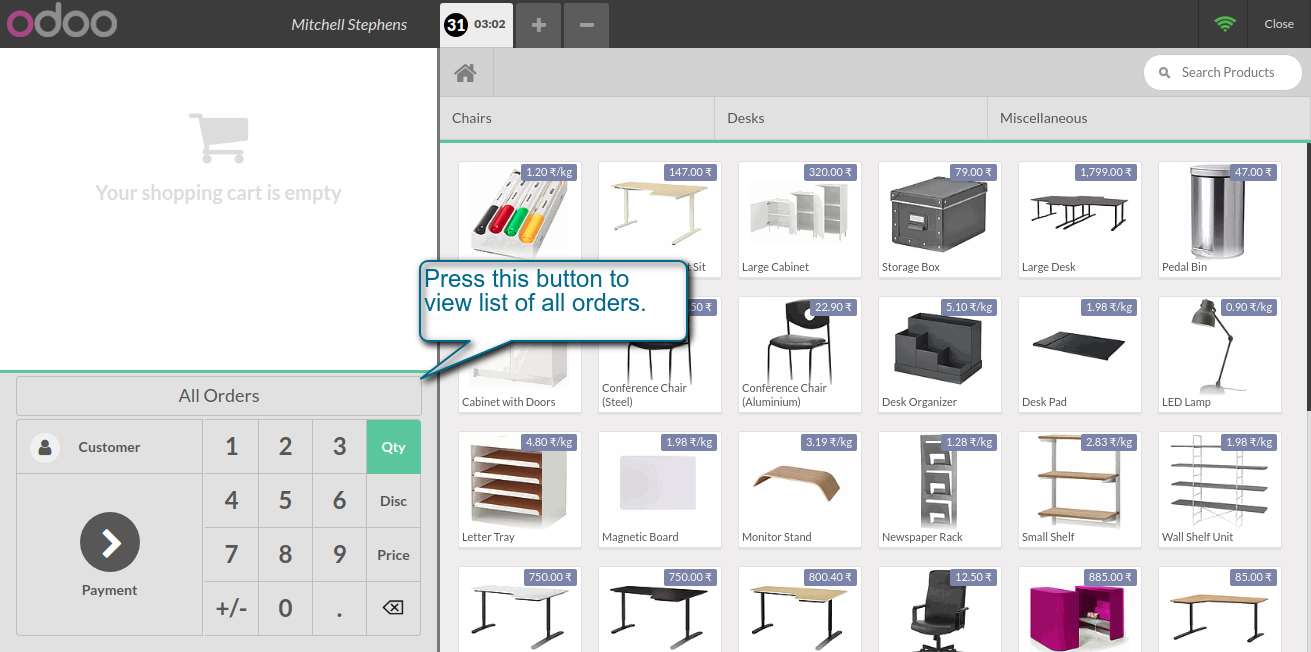 odoo
Mitchell Stephens
31 03:02
+
−
Close
Search Products
Chairs
Desks
Miscellaneous
Your shopping cart is empty
1.20 ₹/kg
147.00 ₹
320.00 ₹
79.00 ₹
1,799.00 ₹
47.00 ₹
Sit
Large Cabinet
Storage Box
Large Desk
Pedal Bin
Press this button to
view list of all orders.
50 ₹
22.90 ₹
5.10 ₹/kg
1.98 ₹/kg
0.90 ₹/kg
Cabinet with Doors
Conference Chair
(Steel)
Conference Chair
(Aluminium)
Desk Organizer
Desk Pad
LED Lamp
All Orders
Customer
1
2
3
Qty
4
5
6
Disc
7
8
9
Price
+/-
0
.
Payment
4.80 ₹/kg
1.98 ₹/kg
3.19 ₹/kg
1.28 ₹/kg
2.83 ₹/kg
1.98 ₹/kg
Letter Tray
Magnetic Board
Monitor Stand
Newspaper Rack
Small Shelf
Wall Shelf Unit
750.00 ₹
750.00 ₹
800.40 ₹
12.50 ₹
885.00 ₹
85.00 ₹